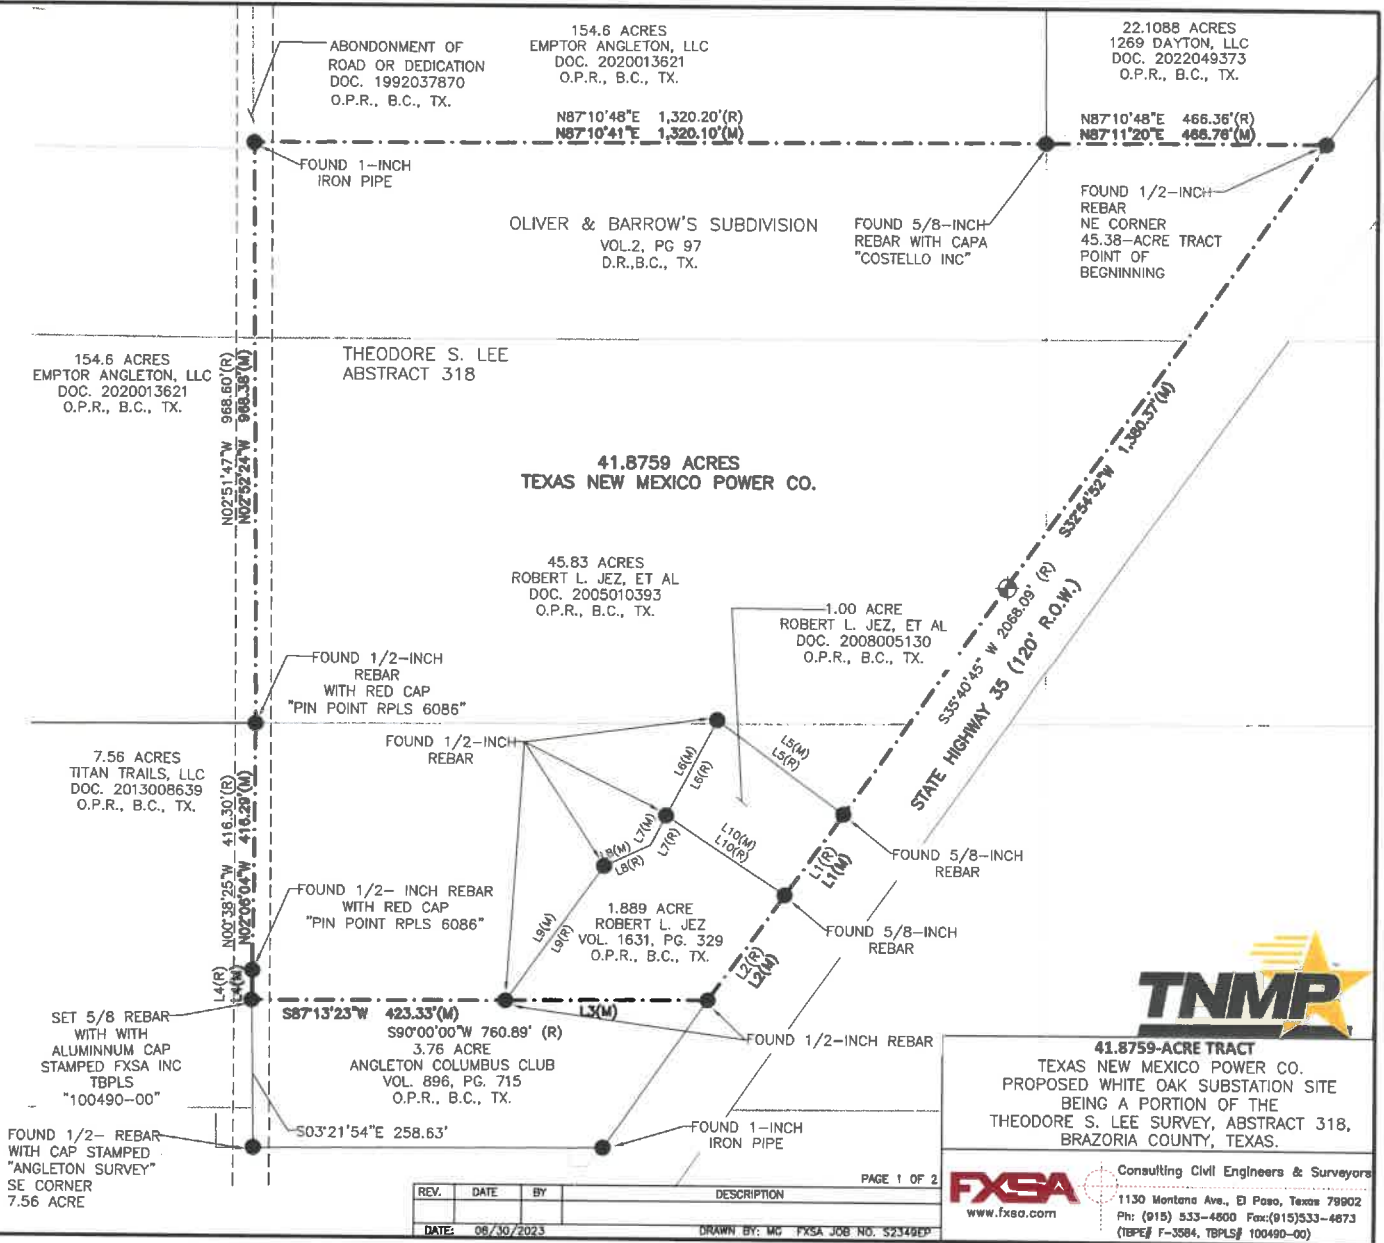 ABONDONMENT OF
ROAD OR DEDICATION
DOC. 1992037870
O.P.R., B.C., TX.
154.6 ACRES
EMPTOR ANGLETON, LLC
DOC. 2020013621
O.P.R., B.C., TX.
22.1088 ACRES
1269 DAYTON, LLC
DOC. 2022049373
O.P.R., B.C., TX.
N87°10'48"E 1,320.20'(R)
N87°10'41"E 1,320.10'(M)
N87°10'48"E 466.36'(R)
N87°11'20"E 466.76'(M)
FOUND 1-INCH
IRON PIPE
OLIVER & BARROW'S SUBDIVISION
VOL.2, PG 97
D.R.,B.C., TX.
FOUND 5/8-INCH
REBAR WITH CAPA
"COSTELLO INC"
FOUND 1/2-INCH
REBAR
NE CORNER
45.38-ACRE TRACT
POINT OF
BEGNINNING
154.6 ACRES
EMPTOR ANGLETON, LLC
DOC. 2020013621
O.P.R., B.C., TX.
N02°51'47"W 968.60'(R)
N02°52'24"W 968.38'(M)
THEODORE S. LEE
ABSTRACT 318
41.8759 ACRES
TEXAS NEW MEXICO POWER CO.
S32°54'52"W 1,380.37'(M)
45.83 ACRES
ROBERT L. JEZ, ET AL
DOC. 2005010393
O.P.R., B.C., TX.
1.00 ACRE
ROBERT L. JEZ, ET AL
DOC. 2008005130
O.P.R., B.C., TX.
S35°40'45" W 2068.09' (R)
STATE HIGHWAY 35 (120' R.O.W.)
FOUND 1/2-INCH
REBAR
WITH RED CAP
"PIN POINT RPLS 6086"
FOUND 1/2-INCH
REBAR
L5(M)
L5(R)
L6(M)
L6(R)
7.56 ACRES
TITAN TRAILS, LLC
DOC. 2013008639
O.P.R., B.C., TX.
N00°38'25"W 416.30'(R)
N02°06'04"W 416.29'(M)
L7(M)
L7(R)
L8(M)
L8(R)
L10(M)
L10(R)
L1(R)
L1(M)
FOUND 5/8-INCH
REBAR
FOUND 1/2- INCH REBAR
WITH RED CAP
"PIN POINT RPLS 6086"
L9(M)
L9(R)
1.889 ACRE
ROBERT L. JEZ
VOL. 1631, PG. 329
O.P.R., B.C., TX.
FOUND 5/8-INCH
REBAR
L2(R)
L2(M)
L4(R)
L4(M)
SET 5/8 REBAR
WITH WITH
ALUMINNUM CAP
STAMPED FXSA INC
TBPLS
"100490-00"
S87°13'23"W 423.33'(M)
L3(M)
S90°00'00"W 760.89' (R)
3.76 ACRE
ANGLETON COLUMBUS CLUB
VOL. 896, PG. 715
O.P.R., B.C., TX.
FOUND 1/2-INCH REBAR
S03°21'54"E 258.63'
FOUND 1-INCH
IRON PIPE
FOUND 1/2- REBAR
WITH CAP STAMPED
"ANGLETON SURVEY"
SE CORNER
7.56 ACRE
TNMP
41.8759-ACRE TRACT
TEXAS NEW MEXICO POWER CO.
PROPOSED WHITE OAK SUBSTATION SITE
BEING A PORTION OF THE
THEODORE S. LEE SURVEY, ABSTRACT 318,
BRAZORIA COUNTY, TEXAS.
PAGE 1 OF 2
REV. DATE BY DESCRIPTION
DATE: 08/30/2023 DRAWN BY: MG FXSA JOB NO. S2349EP
FXSA
www.fxsa.com
Consulting Civil Engineers & Surveyors
1130 Montana Ave., El Paso, Texas 79902
Ph: (915) 533-4600 Fax:(915)533-4673
(TBPE# F-3584, TBPLS# 100490-00)